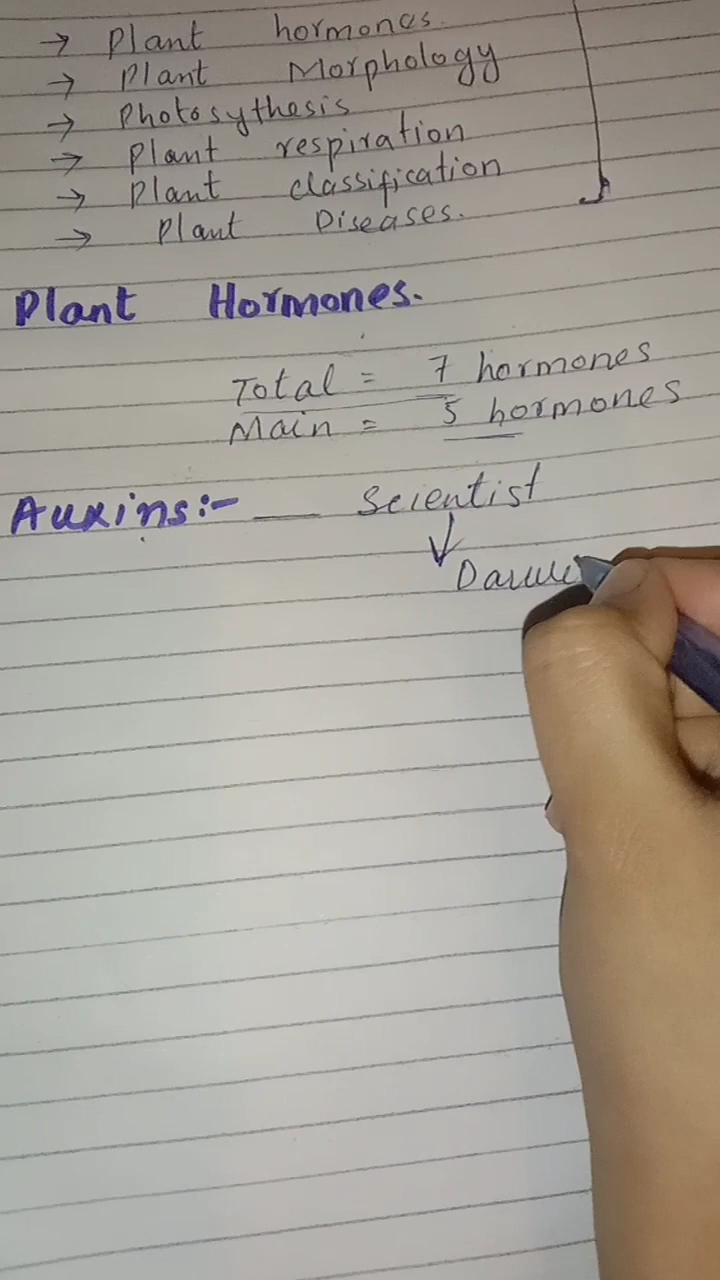 → Plant hormones.
→ Plant Morphology
→ Photosythesis
→ Plant respiration
→ Plant classification
→ Plant Diseases.
Plant Hormones.
Total = 7 hormones
Main = 5 hormones
Auxins:- — Scientist
↓